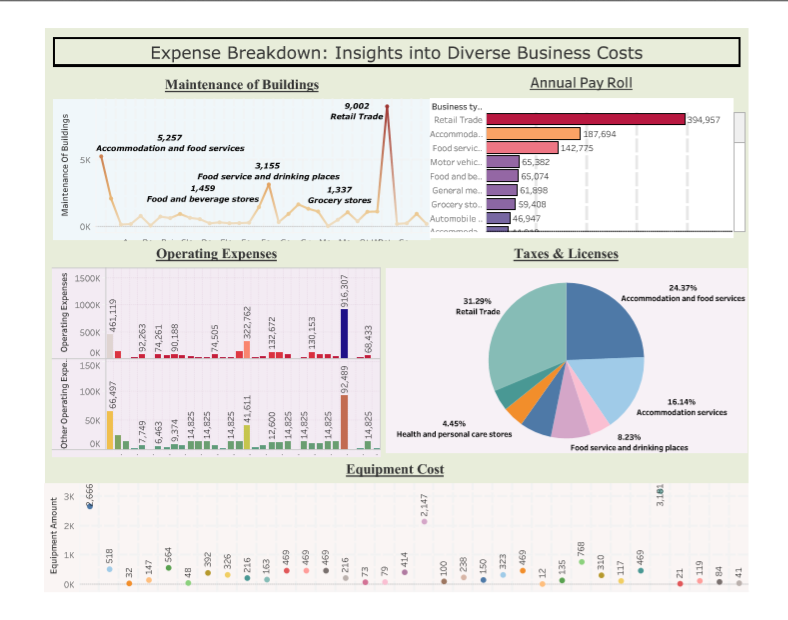 Expense Breakdown: Insights into Diverse Business Costs
Maintenance of Buildings
Maintenance Of Buildings
5K
0K
5,257
Accommodation and food services
1,459
Food and beverage stores
3,155
Food service and drinking places
1,337
Grocery stores
9,002
Retail Trade
Annual Pay Roll
Business ty..
Retail Trade 394,957
Accommoda.. 187,694
Food servic.. 142,775
Motor vehic.. 65,382
Food and be.. 65,074
General me.. 61,898
Grocery sto.. 59,408
Automobile .. 46,947
Accommoda..
Operating Expenses
Operating Expenses
1500K
1000K
500K
0K
461,119
92,263
74,261
90,188
74,505
322,762
132,672
130,153
916,307
68,433
Other Operating Expe.
150K
100K
50K
0K
66,497
7,749
6,463
9,374
14,825
14,825
14,825
41,611
12,600
14,825
14,825
92,489
14,825
Taxes & Licenses
31.29%
Retail Trade
24.37%
Accommodation and food services
16.14%
Accommodation services
8.23%
Food service and drinking places
4.45%
Health and personal care stores
Equipment Cost
Equipment Amount
3K
2K
1K
0K
2,666
518
32
147
564
48
392
326
216
163
469
469
469
216
73
79
414
2,147
100
238
150
323
469
12
135
768
310
117
469
3,181
21
119
84
41